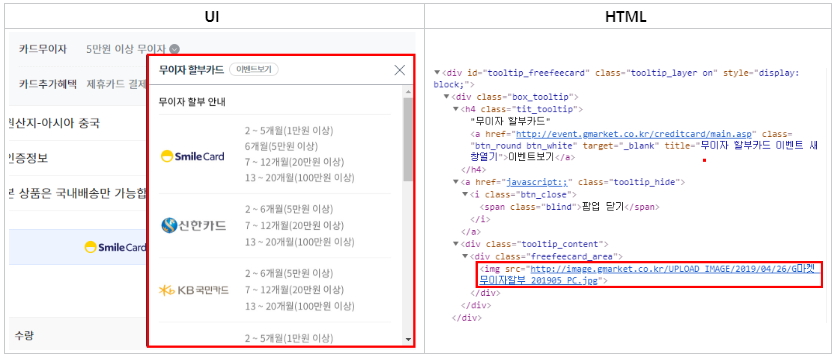 UI
HTML
카드무이자 5만원 이상 무이자
카드추가혜택 제휴카드 결제
원산지-아시아 중국
인증정보
본 상품은 국내배송만 가능합
SmileCard
수량
무이자 할부카드 이벤트보기
무이자 할부 안내
SmileCard
2 ~ 5개월(1만원 이상)
6개월(5만원 이상)
7 ~ 12개월(20만원 이상)
13 ~ 20개월(100만원 이상)
신한카드
2 ~ 6개월(5만원 이상)
7 ~ 12개월(20만원 이상)
13 ~ 20개월(100만원 이상)
KB국민카드
2 ~ 6개월(5만원 이상)
7 ~ 12개월(20만원 이상)
13 ~ 20개월(100만원 이상)
2 ~ 5개월(1만원 이상)
<div id="tooltip_freefeecard" class="tooltip_layer on" style="display:
block;">
<div class="box_tooltip">
<h4 class="tit_tooltip">
"무이자 할부카드"
<a href="http://event.gmarket.co.kr/creditcard/main.asp" class=
"btn_round btn_white" target="_blank" title="무이자 할부카드 이벤트 새
창열기">이벤트보기</a>
</h4>
<a href="javascript:;" class="tooltip_hide">
<i class="btn_close">
<span class="blind">팝업 닫기</span>
</i>
</a>
<div class="tooltip_content">
<div class="freefeecard_area">
<img src="http://image.gmarket.co.kr/UPLOAD_IMAGE/2019/04/26/G마켓_
무이자할부_201905_PC.jpg">
</div>
</div>
</div>